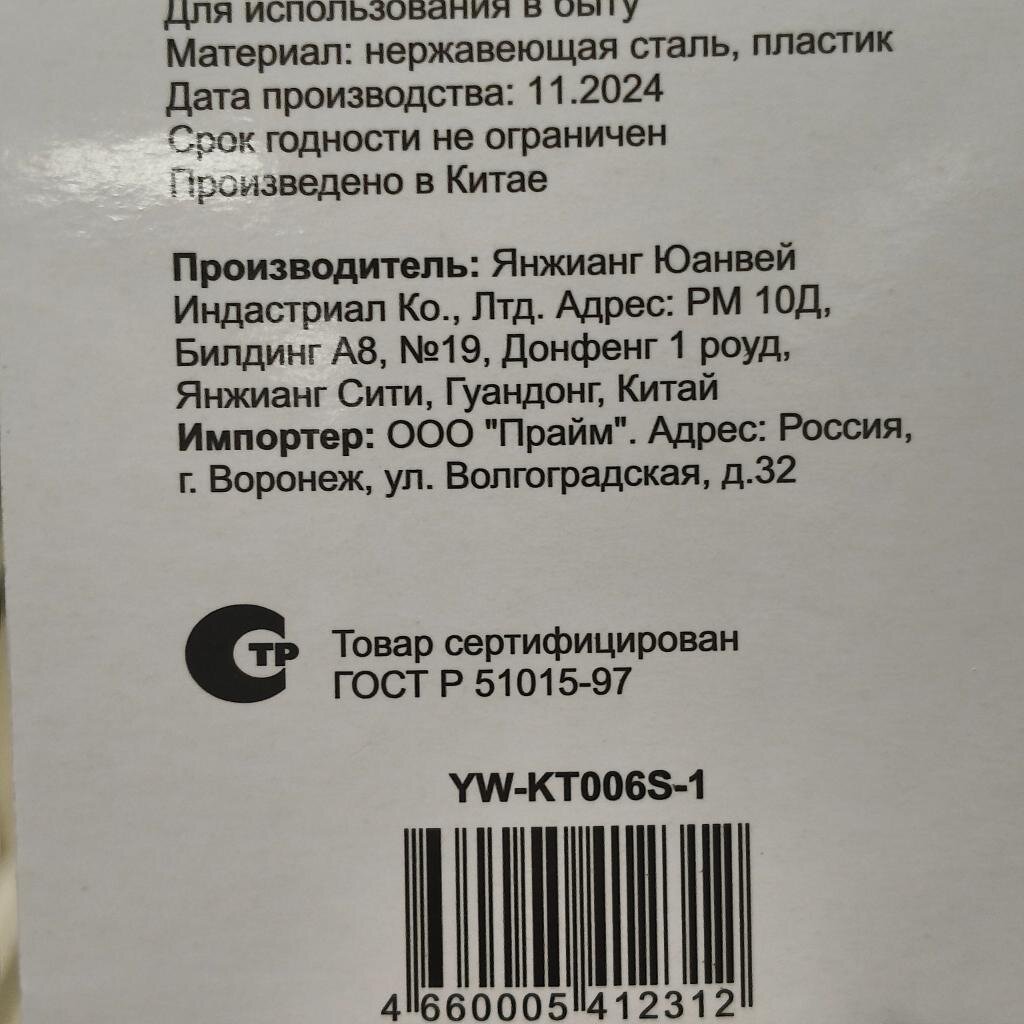 Для использования в быту
Материал: нержавеющая сталь, пластик
Дата производства: 11.2024
Срок годности не ограничен
Произведено в Китае
Производитель: Янжианг Юанвей
Индастриал Ко., Лтд. Адрес: РМ 10Д,
Билдинг А8, №19, Донфенг 1 роуд,
Янжианг Сити, Гуандонг, Китай
Импортер: ООО "Прайм". Адрес: Россия,
г. Воронеж, ул. Волгоградская, д.32
СТР
Товар сертифицирован
ГОСТ Р 51015-97
YW-KT006S-1
4 660005 412312